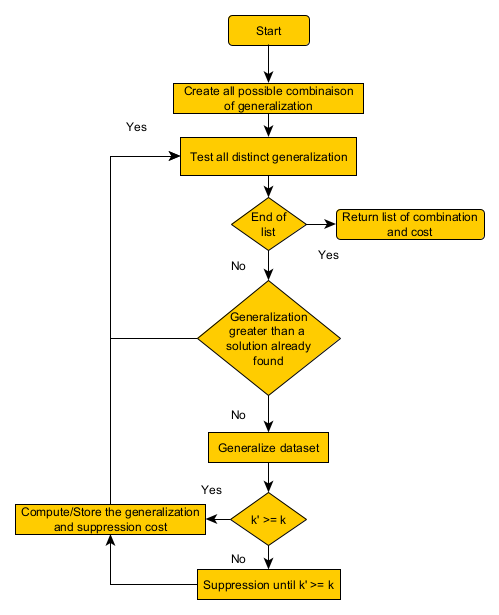 Start
Create all possible combinaison
of generalization
Yes
Test all distinct generalization
End of
list
Return list of combination
and cost
Yes
No
Generalization
greater than a
solution already
found
No
Generalize dataset
Yes
Compute/Store the generalization
and suppression cost
k' >= k
No
Suppression until k' >= k